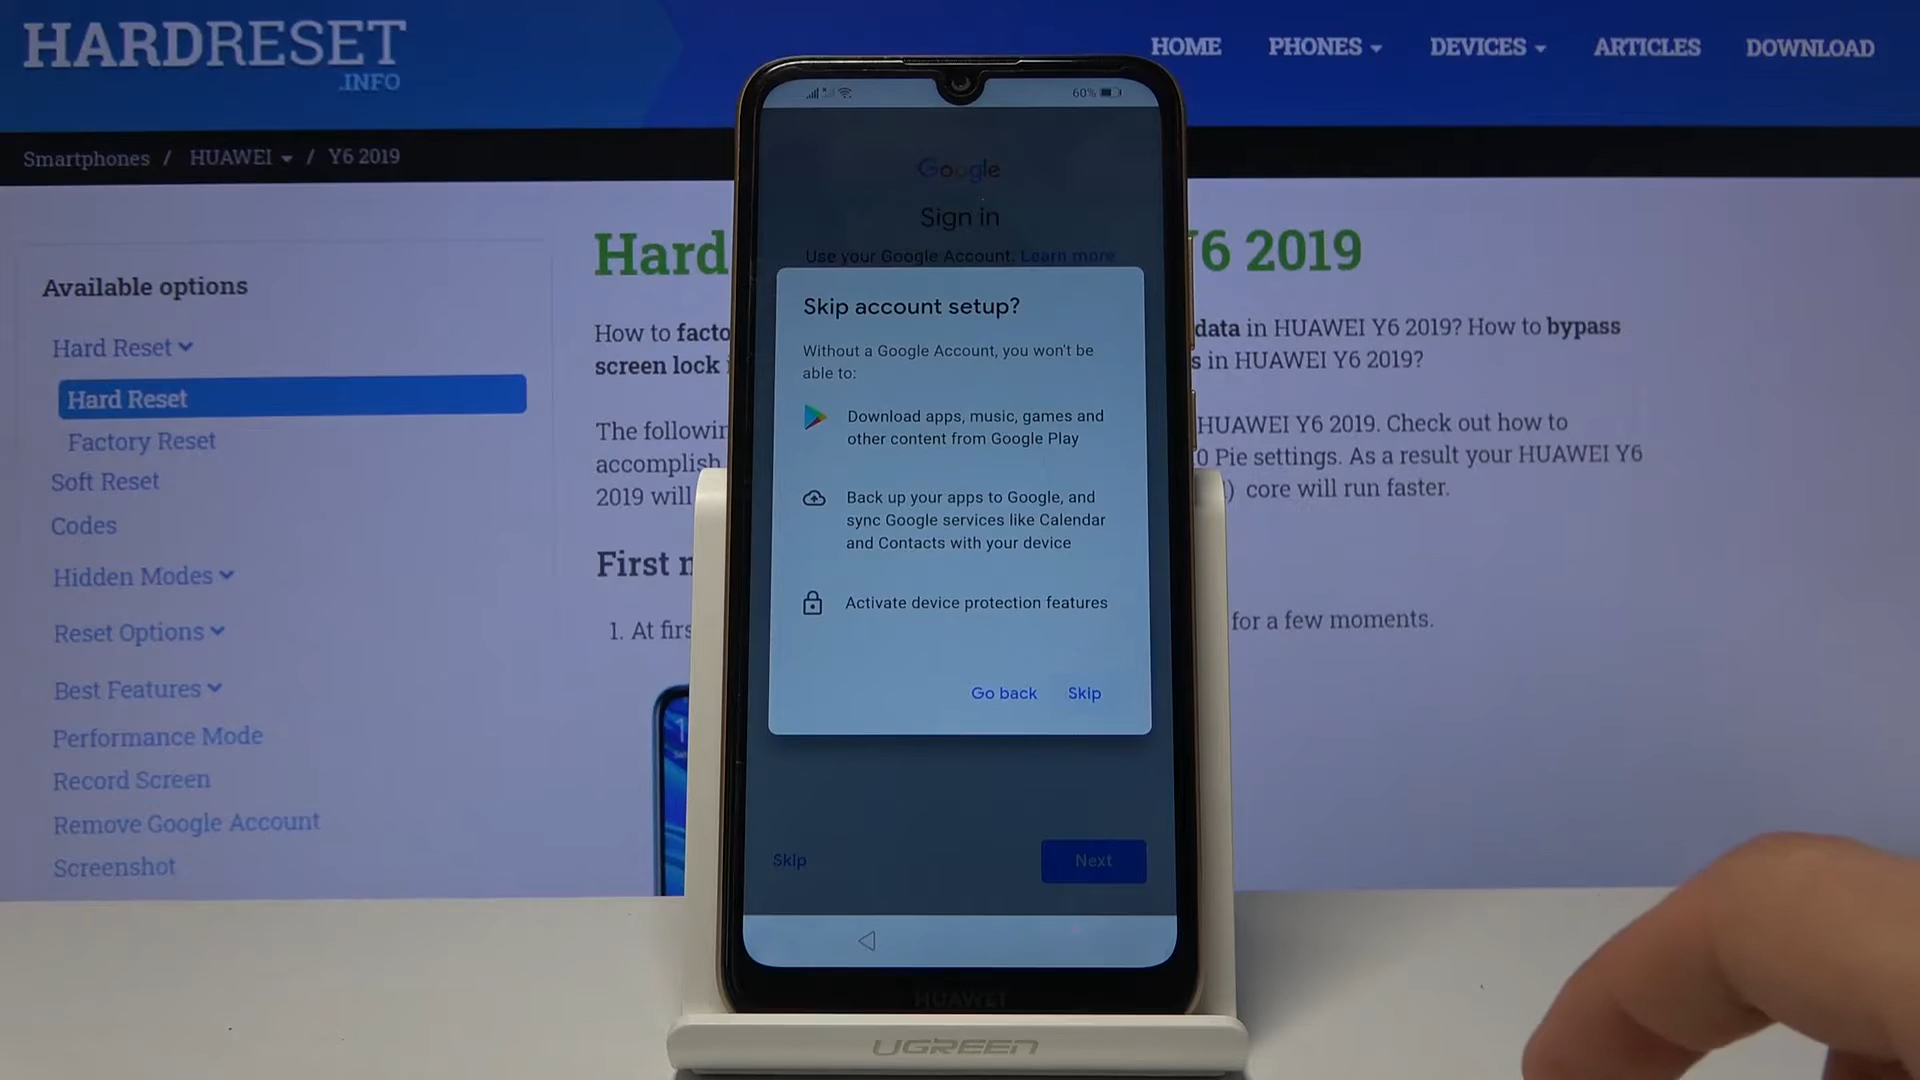 HARDRESET
.INFO
HOME PHONES DEVICES ARTICLES DOWNLOAD
Smartphones / HUAWEI / Y6 2019
Available options
Hard Reset
Hard Reset
Factory Reset
Soft Reset
Codes
Hidden Modes
Reset Options
Best Features
Performance Mode
Record Screen
Remove Google Account
Screenshot
Hard Y6 2019
How to data in HUAWEI Y6 2019? How to bypass
screen lock in HUAWEI Y6 2019?
The HUAWEI Y6 2019. Check out how to
accomplish Pie settings. As a result your HUAWEI Y6
2019 will core will run faster.
First
1. At for a few moments.
60%
Google
Sign in
Use your Google Account. Learn more
Skip account setup?
Without a Google Account, you won't be
able to:
Download apps, music, games and
other content from Google Play
Back up your apps to Google, and
sync Google services like Calendar
and Contacts with your device
Activate device protection features
Go back Skip
Skip Next
HUAWEI
UGREEN